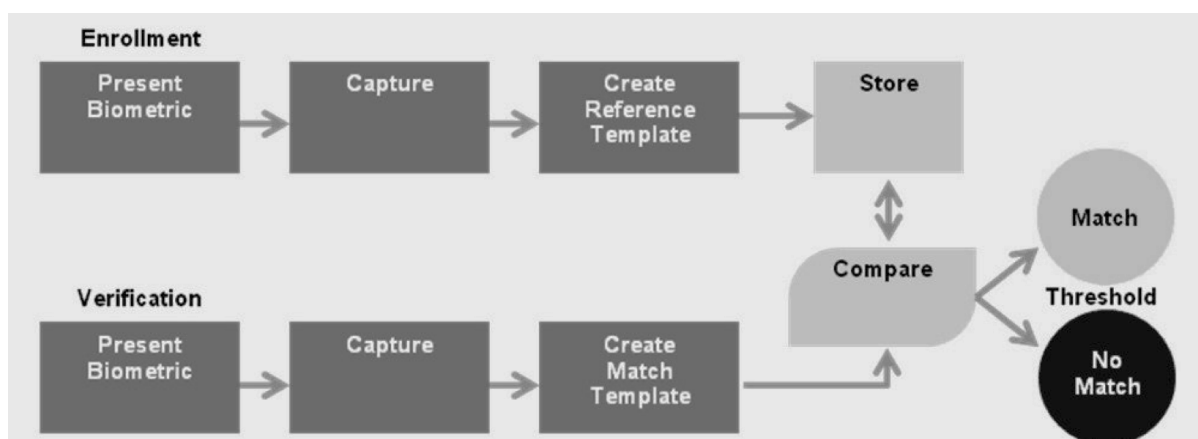 Enrollment
Present
Biometric
Capture
Create
Reference
Template
Store
Match
Compare
Threshold
Verification
Present
Biometric
Capture
Create
Match
Template
No
Match